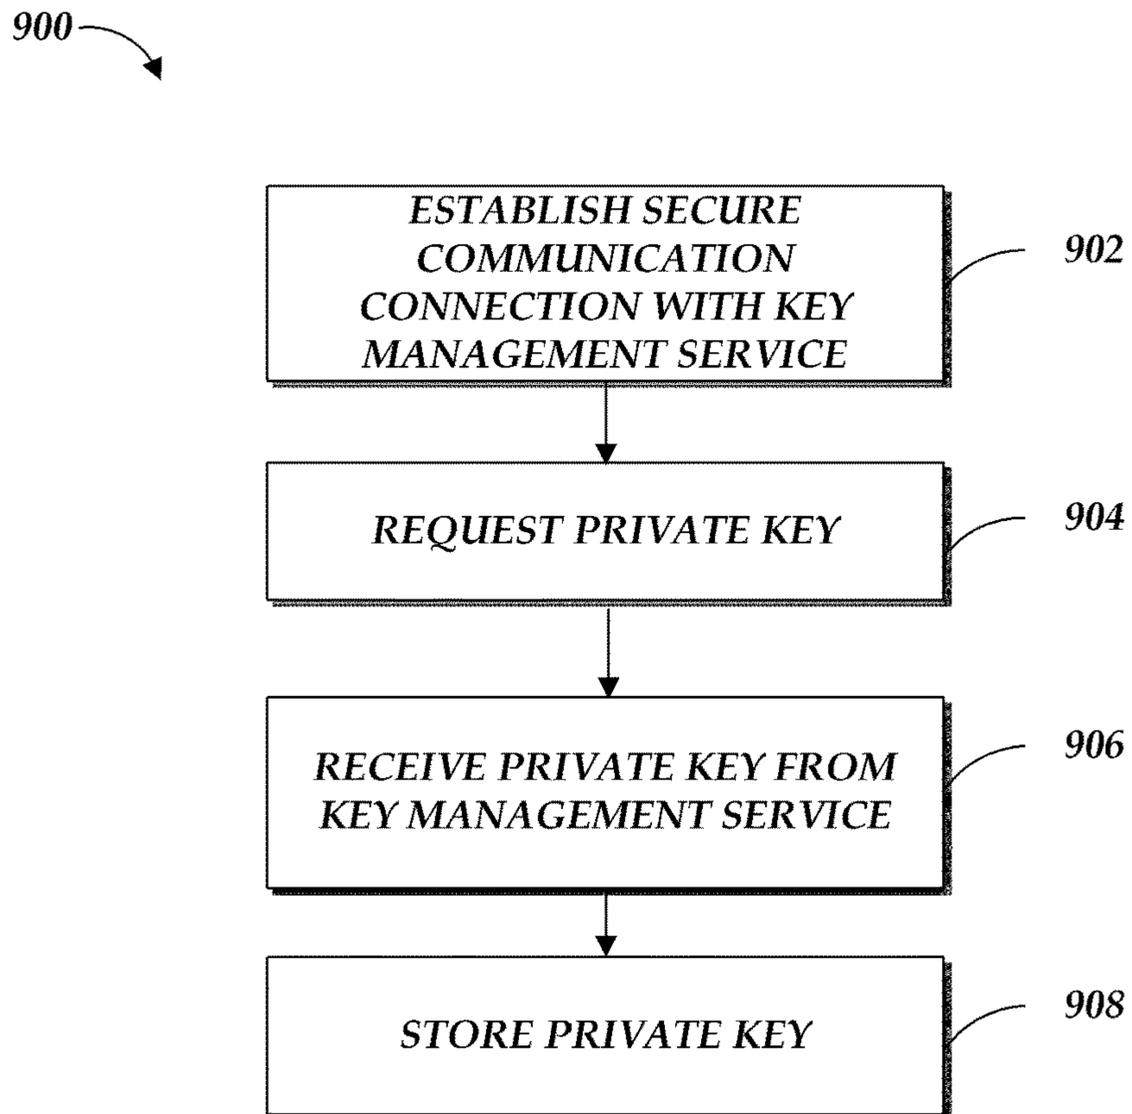 900
ESTABLISH SECURE
COMMUNICATION
CONNECTION WITH KEY
MANAGEMENT SERVICE
902
REQUEST PRIVATE KEY
904
RECEIVE PRIVATE KEY FROM
KEY MANAGEMENT SERVICE
906
STORE PRIVATE KEY
908